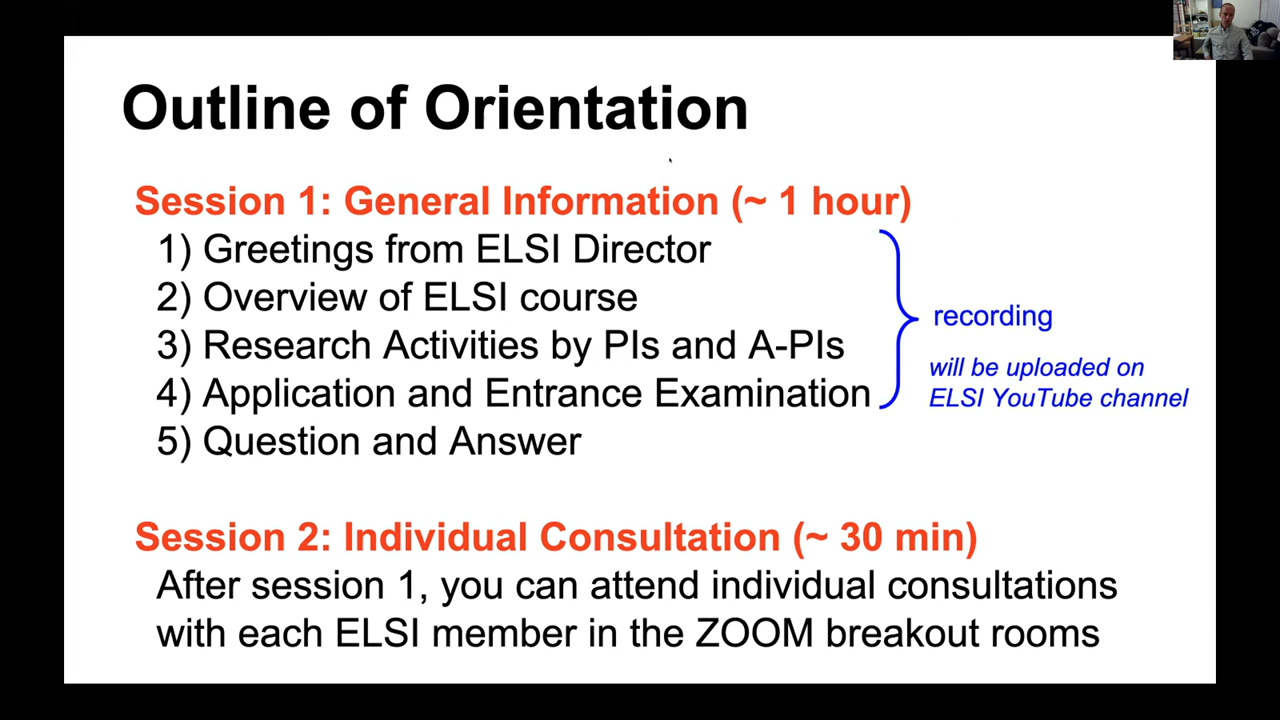 Outline of Orientation
Session 1: General Information (~ 1 hour)
1) Greetings from ELSI Director
2) Overview of ELSI course
3) Research Activities by PIs and A-PIs
4) Application and Entrance Examination
5) Question and Answer
recording
will be uploaded on
ELSI YouTube channel
Session 2: Individual Consultation (~ 30 min)
After session 1, you can attend individual consultations
with each ELSI member in the ZOOM breakout rooms